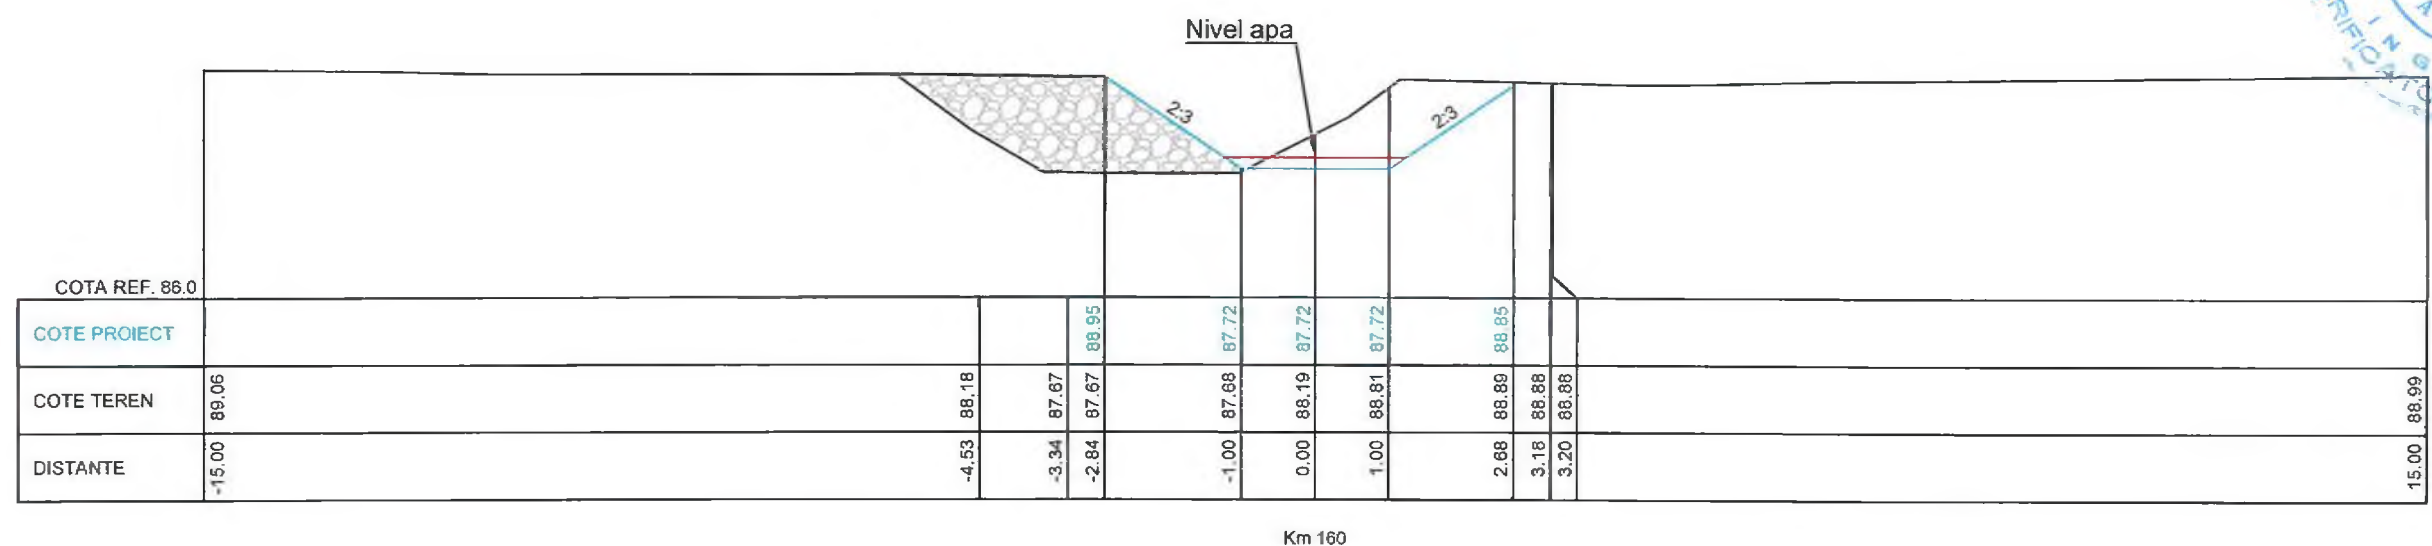 Nivel apa
2:3
2:3
COTA REF. 86.0
COTE PROIECT 88.95 87.72 87.72 87.72 88.85
COTE TEREN 89.06 88.18 87.67 87.67 87.68 88.19 88.81 88.89 88.88 88.88 88.99
DISTANTE -15.00 -4.53 -3.34 -2.84 -1.00 0.00 1.00 2.68 3.18 3.20 15.00
Km 160